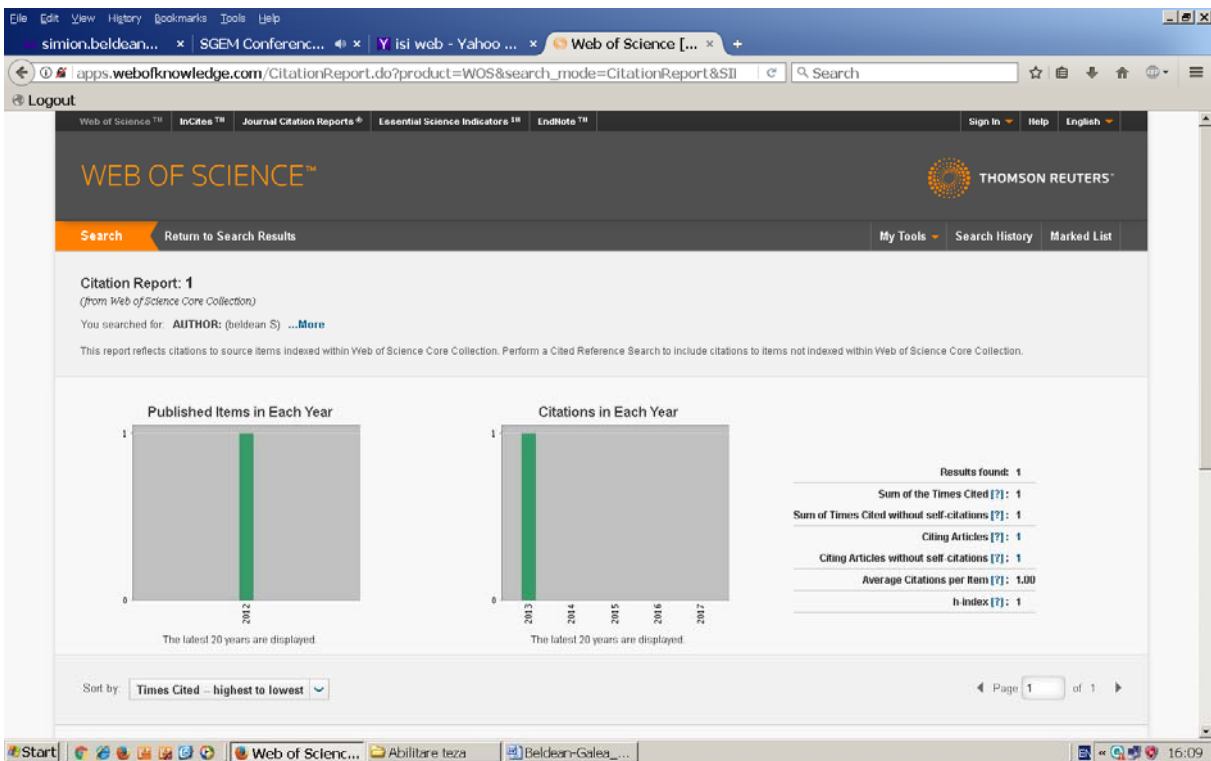 File Edit View History Bookmarks Tools Help
simion.beldean... × SGEM Conferenc... × Y isi web - Yahoo ... × Web of Science [... × +
apps.webofknowledge.com/CitationReport.do?product=WOS&search_mode=CitationReport&SII Search
Logout
Web of Science™ InCites™ Journal Citation Reports® Essential Science Indicators℠ EndNote™ Sign In Help English
WEB OF SCIENCE™ THOMSON REUTERS™
Search Return to Search Results My Tools Search History Marked List
Citation Report: 1
(from Web of Science Core Collection)
You searched for: AUTHOR: (beldean S) ...More
This report reflects citations to source items indexed within Web of Science Core Collection. Perform a Cited Reference Search to include citations to items not indexed within Web of Science Core Collection.
Published Items in Each Year
1
0
2012
The latest 20 years are displayed.
Citations in Each Year
1
0
2013 2014 2015 2016 2017
The latest 20 years are displayed.
Results found: 1
Sum of the Times Cited [?] : 1
Sum of Times Cited without self-citations [?] : 1
Citing Articles [?] : 1
Citing Articles without self-citations [?] : 1
Average Citations per Item [?] : 1.00
h-index [?] : 1
Sort by: Times Cited -- highest to lowest Page 1 of 1
Start Web of Scienc... Abilitare teza Beldean-Galea_... EN « 16:09